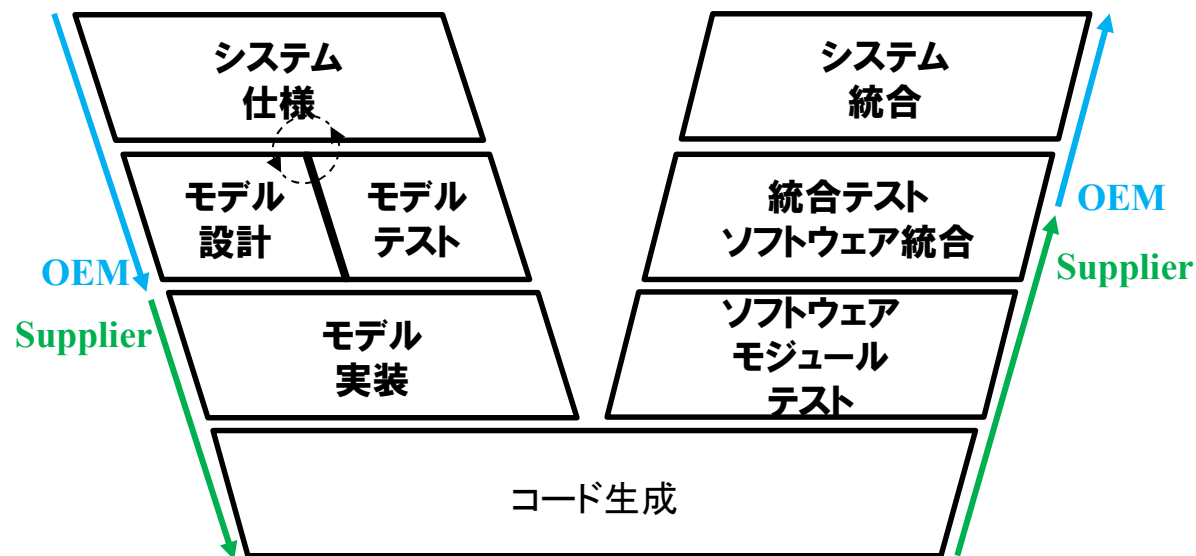 システム
仕様
システム
統合
モデル
設計
モデル
テスト
統合テスト
ソフトウェア統合
OEM
OEM
Supplier
Supplier
モデル
実装
ソフトウェア
モジュール
テスト
コード生成